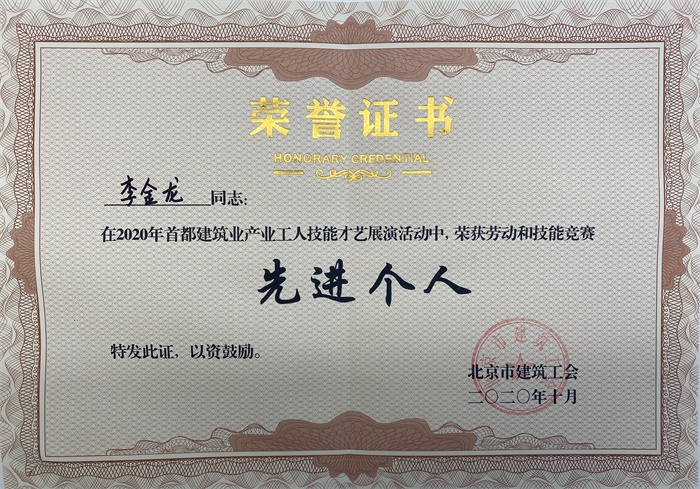 荣誉证书
HONORARY CREDENTIAL
李金龙 同志:
在2020年首都建筑业产业工人技能才艺展演活动中, 荣获劳动和技能竞赛
先进个人
特发此证, 以资鼓励。
北京市建筑工会
二〇二〇年十月